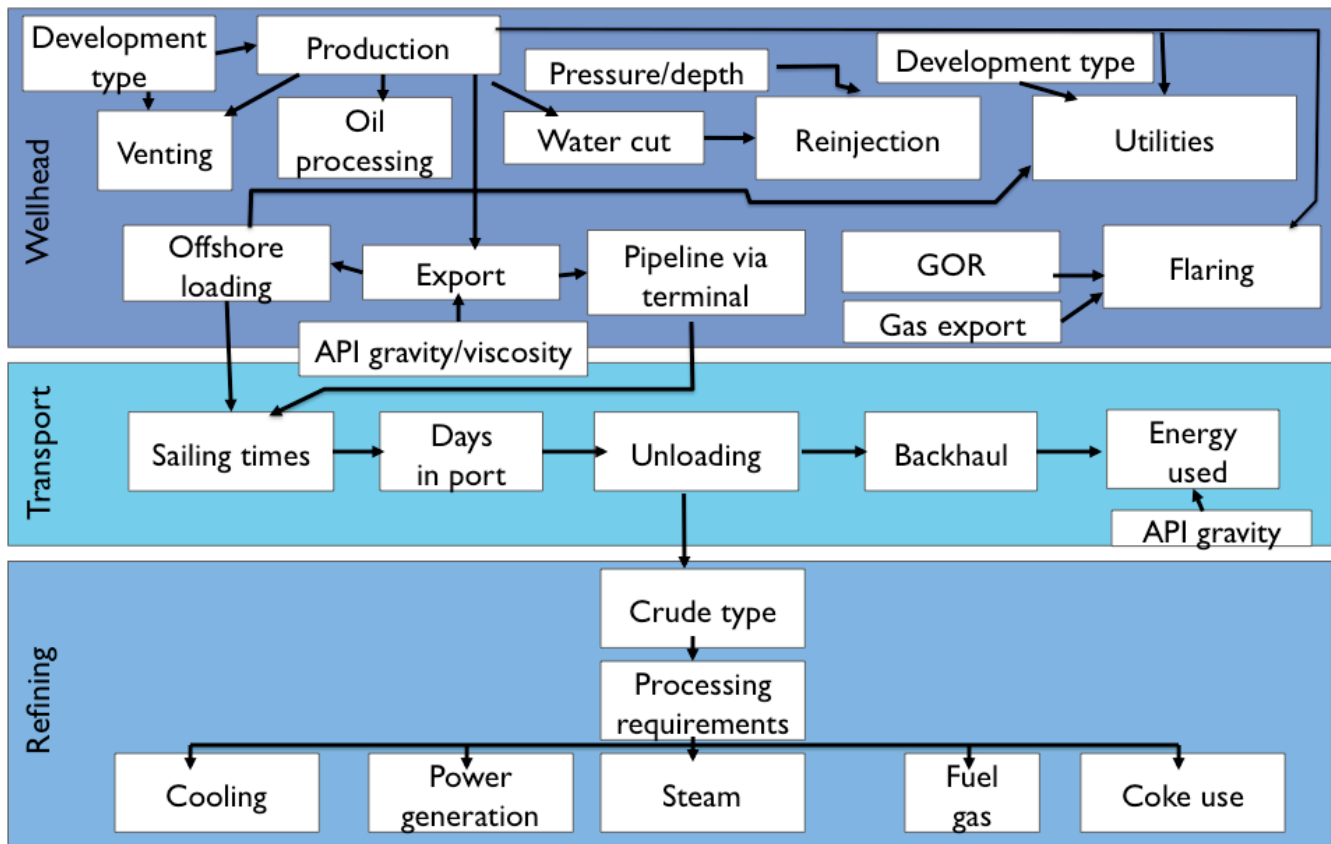 Wellhead
Development
type
Production
Pressure/depth
Development type
Venting
Oil
processing
Water cut
Reinjection
Utilities
Offshore
loading
Export
Pipeline via
terminal
GOR
Flaring
Gas export
API gravity/viscosity
Transport
Sailing times
Days
in port
Unloading
Backhaul
Energy
used
API gravity
Refining
Crude type
Processing
requirements
Cooling
Power
generation
Steam
Fuel
gas
Coke use